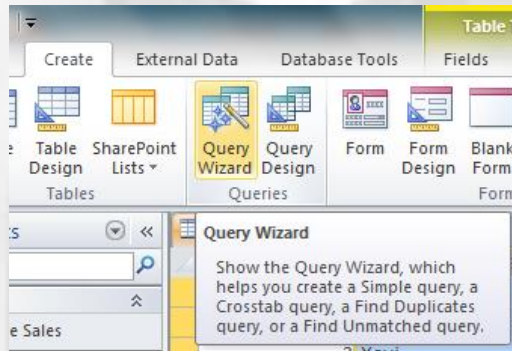 Table
Create External Data Database Tools Fields
Table Design SharePoint Lists Query Wizard Query Design Form Form Design Blank Form
Tables Queries Form
Query Wizard
Show the Query Wizard, which
helps you create a Simple query, a
Crosstab query, a Find Duplicates
query, or a Find Unmatched query.
e Sales